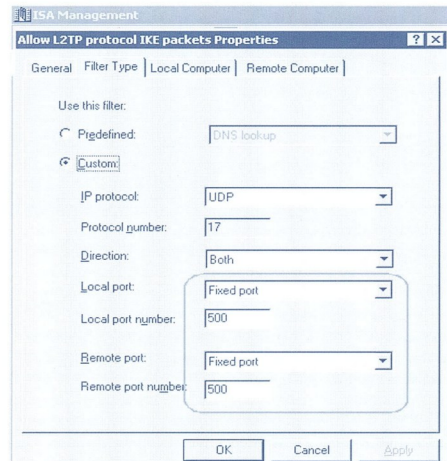 ISA Management
Allow L2TP protocol IKE packets Properties
General Filter Type Local Computer Remote Computer
Use this filter:
Predefined: DNS lookup
Custom:
IP protocol: UDP
Protocol number: 17
Direction: Both
Local port: Fixed port
Local port number: 500
Remote port: Fixed port
Remote port number: 500
OK Cancel Apply